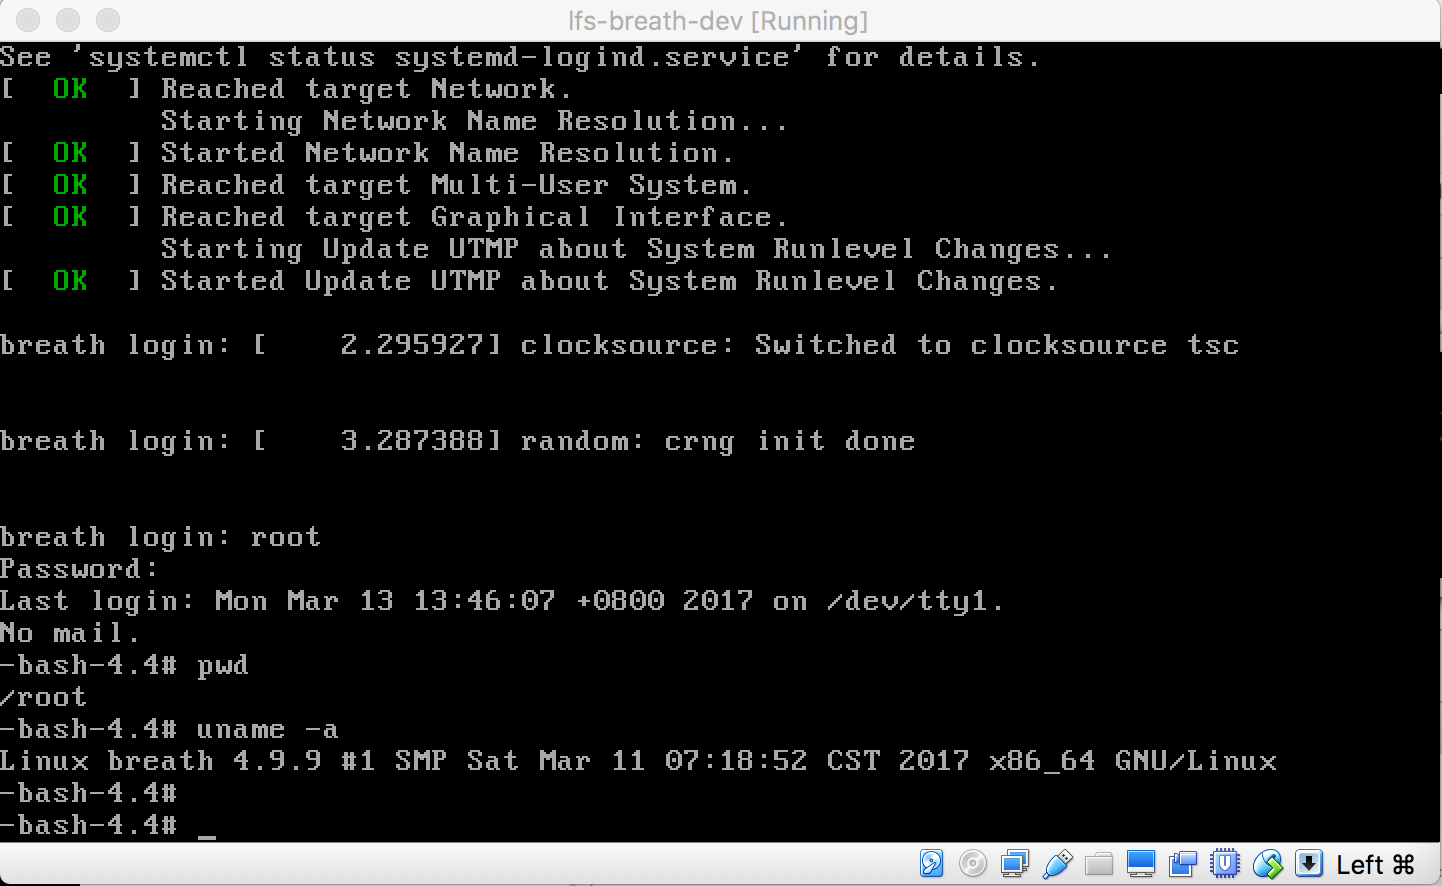 lfs-breath-dev [Running]
See 'systemctl status systemd-logind.service' for details.
[  OK  ] Reached target Network.
         Starting Network Name Resolution...
[  OK  ] Started Network Name Resolution.
[  OK  ] Reached target Multi-User System.
[  OK  ] Reached target Graphical Interface.
         Starting Update UTMP about System Runlevel Changes...
[  OK  ] Started Update UTMP about System Runlevel Changes.
breath login: [    2.295927] clocksource: Switched to clocksource tsc
breath login: [    3.287388] random: crng init done
breath login: root
Password:
Last login: Mon Mar 13 13:46:07 +0800 2017 on /dev/tty1.
No mail.
-bash-4.4# pwd
/root
-bash-4.4# uname -a
Linux breath 4.9.9 #1 SMP Sat Mar 11 07:18:52 CST 2017 x86_64 GNU/Linux
-bash-4.4#
-bash-4.4# _
Left ⌘